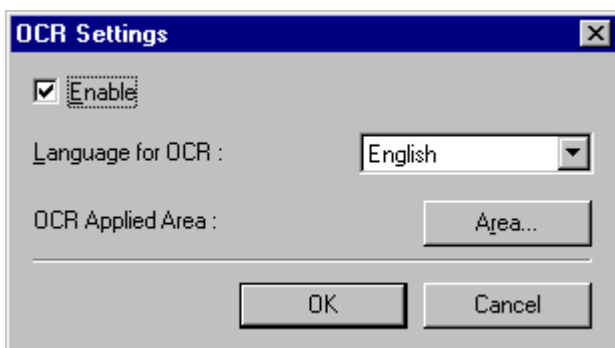 OCR Settings
Enable
Language for OCR : English
OCR Applied Area : Area...
OK Cancel